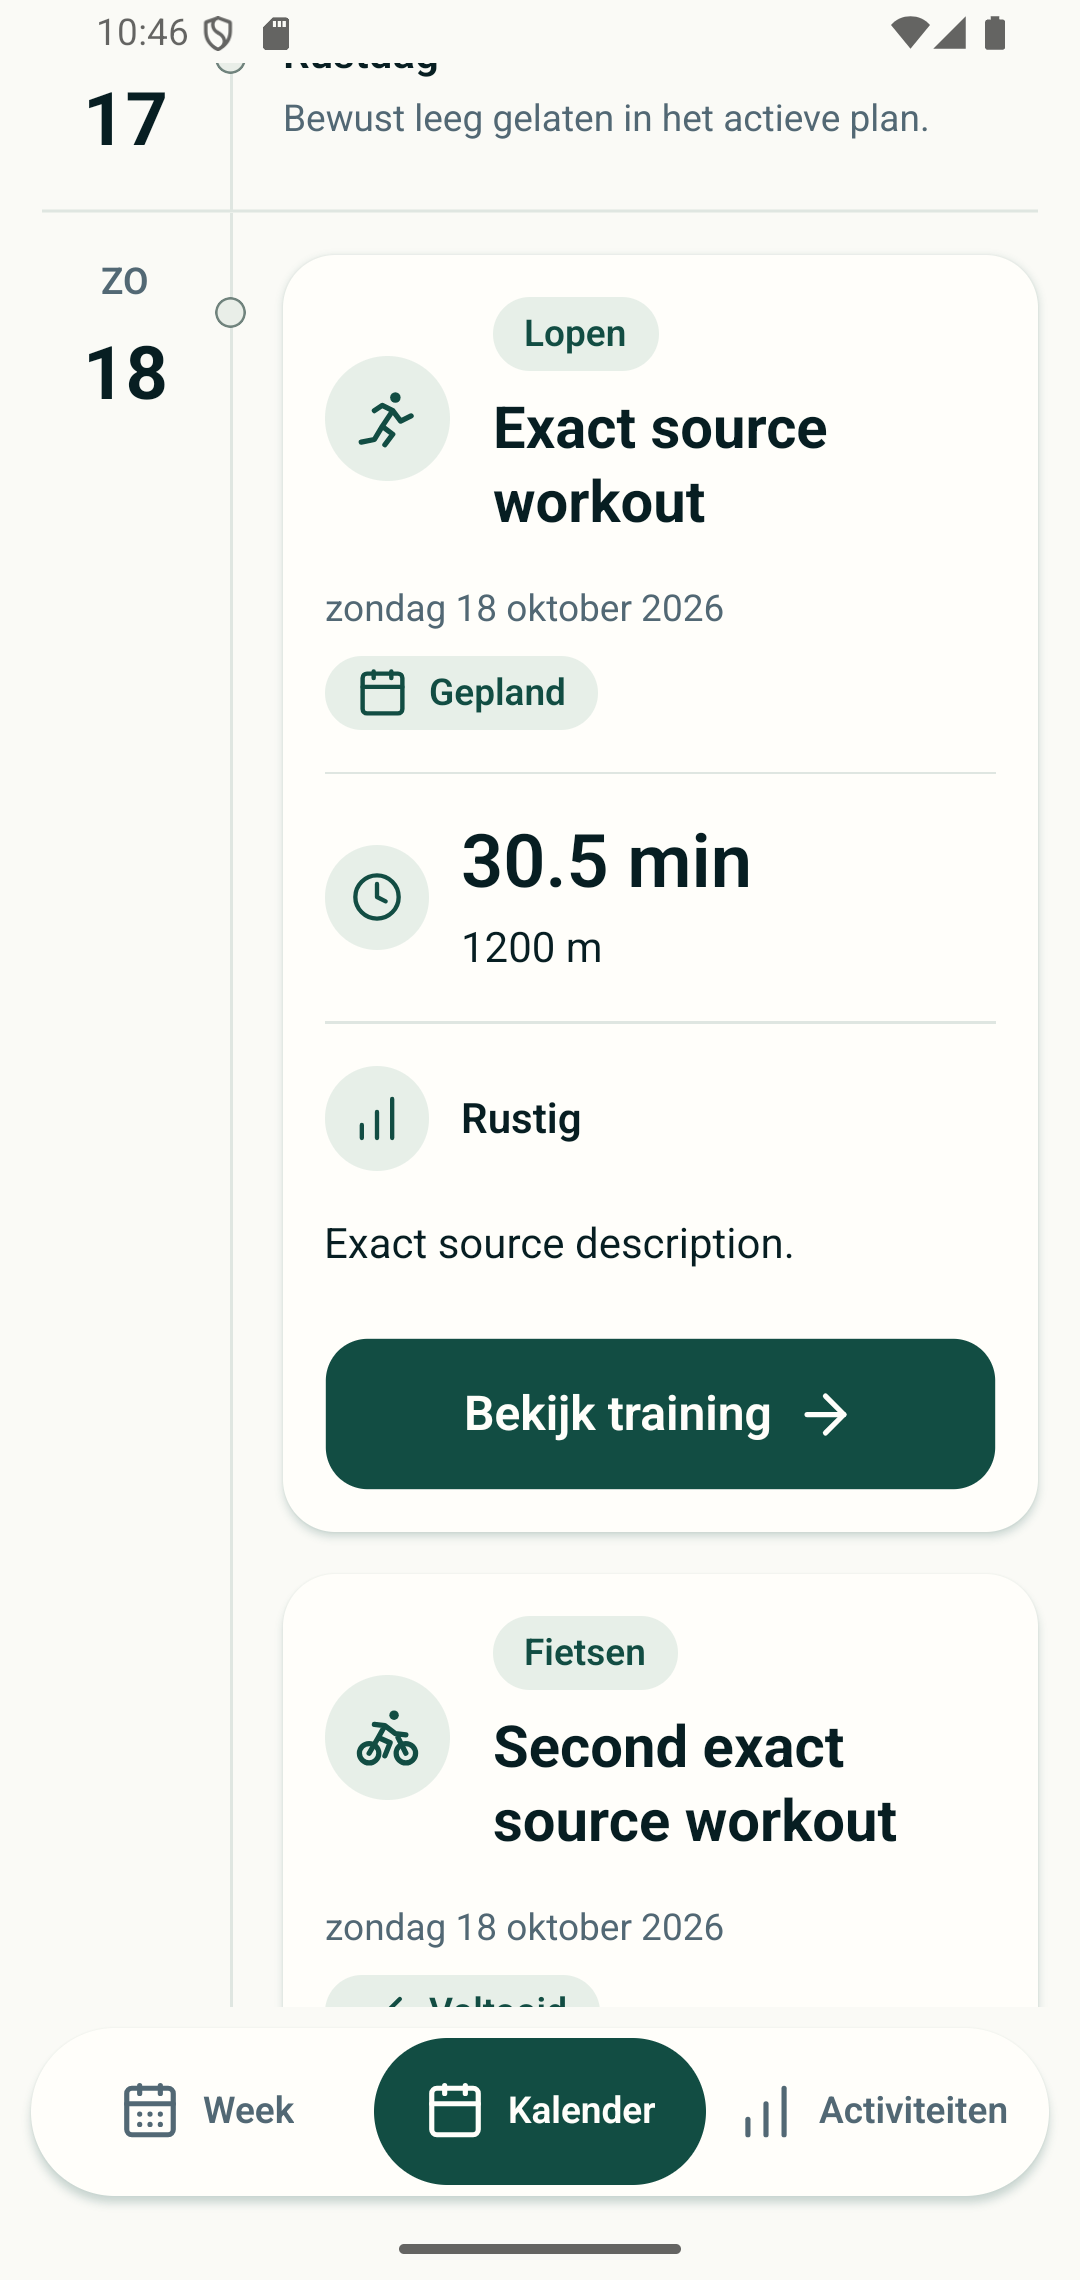 10:46
Rustdag
17
Bewust leeg gelaten in het actieve plan.
zo
18
Lopen
Exact source
workout
zondag 18 oktober 2026
Gepland
30.5 min
1200 m
Rustig
Exact source description.
Bekijk training
Fietsen
Second exact
source workout
zondag 18 oktober 2026
Voltooid
Week
Kalender
Activiteiten